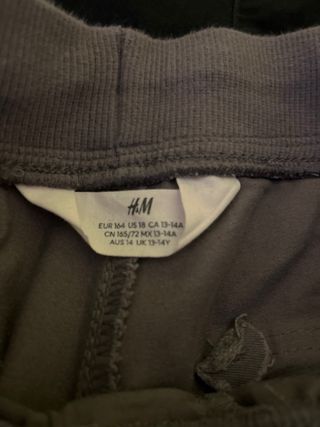 H&M
EUR 164 US 18 CA 13-14A
CN 165/72 MX 13-14A
AUS 14 UK 13-14Y